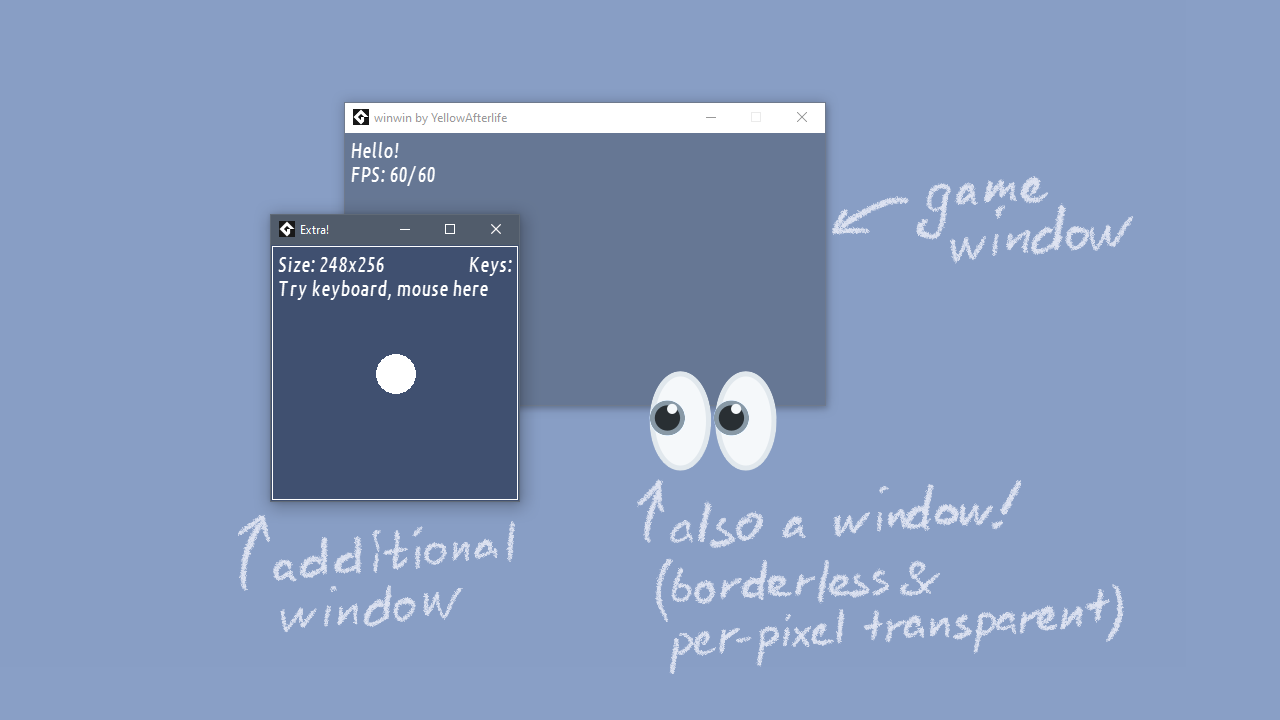 winwin by YellowAfterlife
Hello!
FPS: 60/60
Extra!
Size: 248x256 Keys:
Try keyboard, mouse here
game
window
additional
window
also a window!
(borderless &
per-pixel transparent)